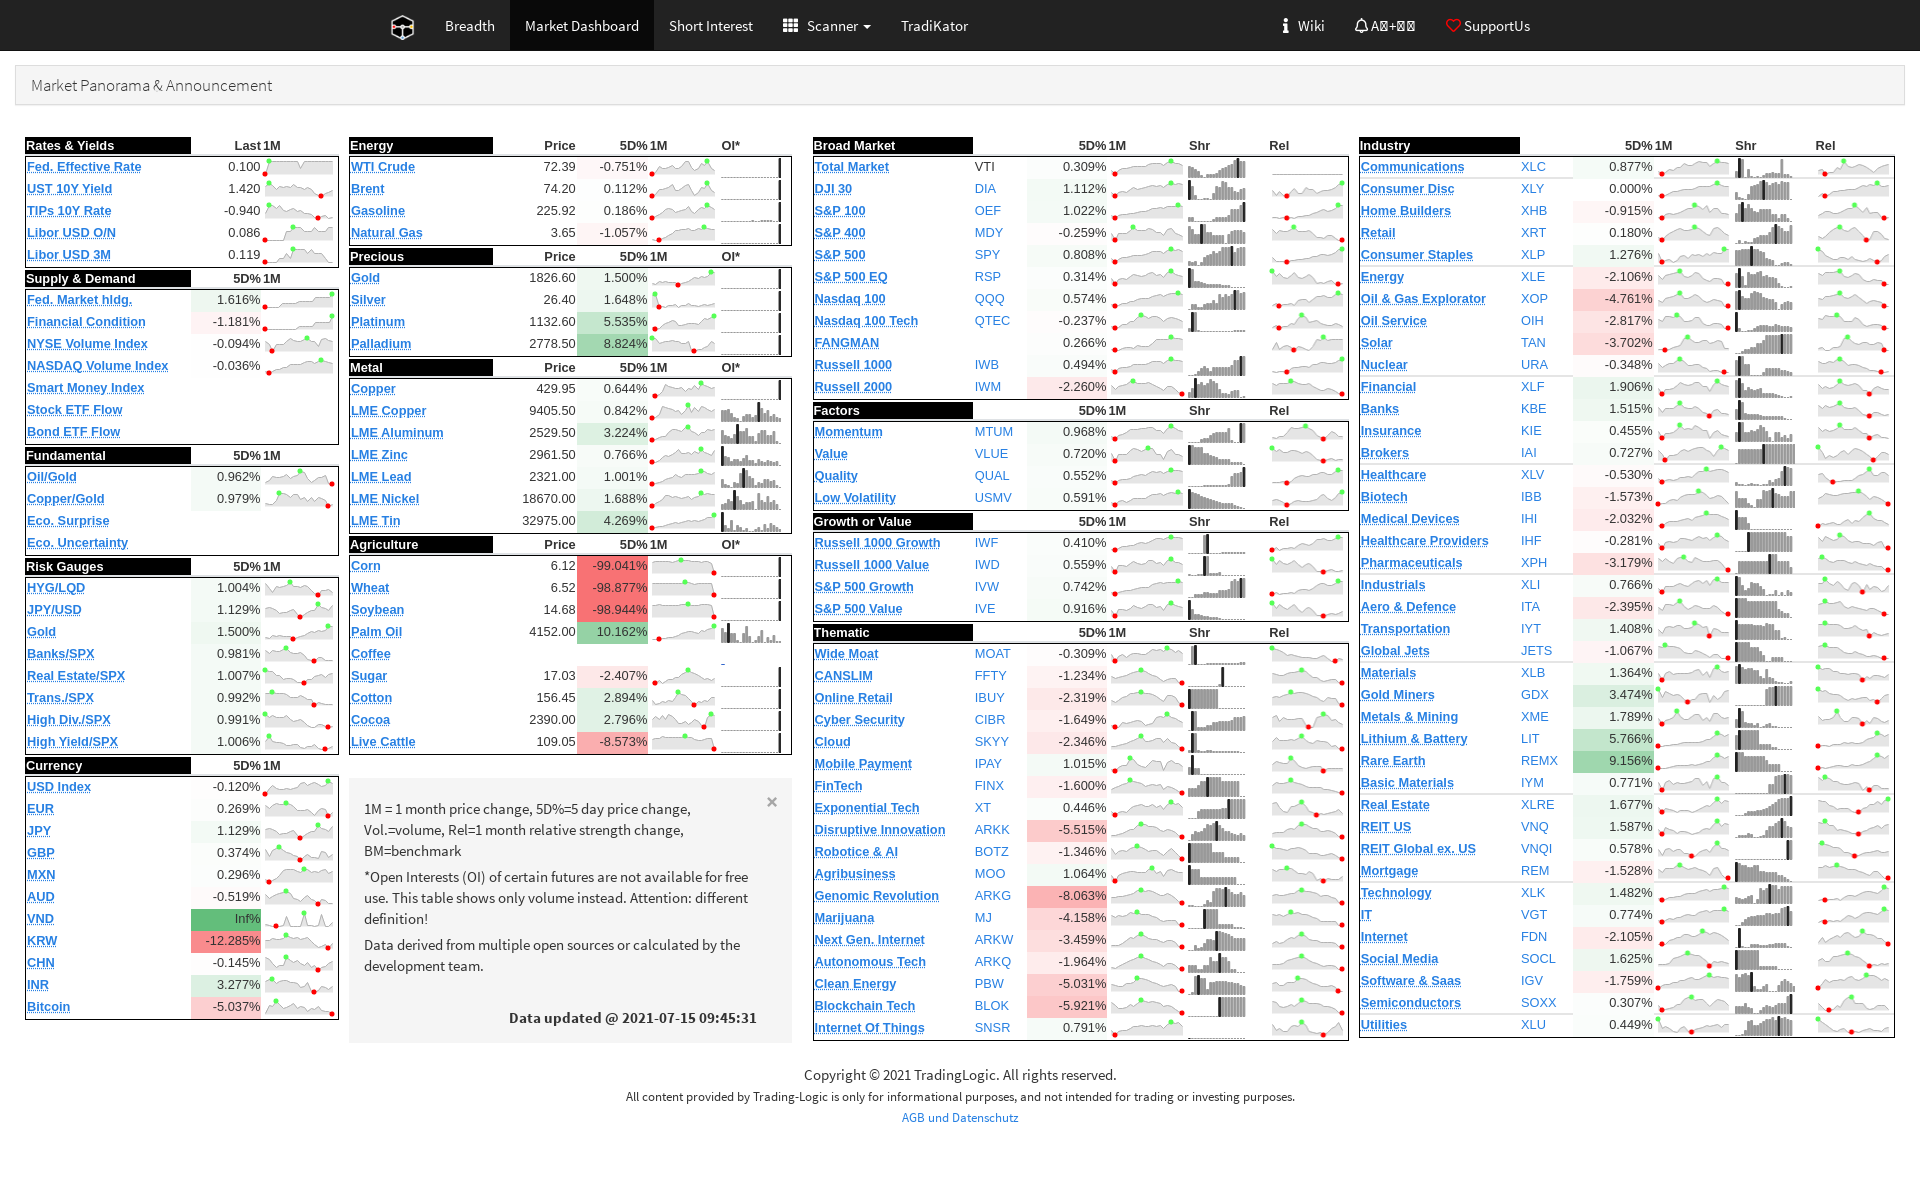 Breadth Market Dashboard Short Interest Scanner TradiKator Wiki SupportUs
Market Panorama & Announcement
Rates & Yields Last 1M
Fed. Effective Rate 0.100
UST 10Y Yield 1.420
TIPs 10Y Rate -0.940
Libor USD O/N 0.086
Libor USD 3M 0.119
Supply & Demand 5D% 1M
Fed. Market hldg. 1.616%
Financial Condition -1.181%
NYSE Volume Index -0.094%
NASDAQ Volume Index -0.036%
Smart Money Index
Stock ETF Flow
Bond ETF Flow
Fundamental 5D% 1M
Oil/Gold 0.962%
Copper/Gold 0.979%
Eco. Surprise
Eco. Uncertainty
Risk Gauges 5D% 1M
HYG/LQD 1.004%
JPY/USD 1.129%
Gold 1.500%
Banks/SPX 0.981%
Real Estate/SPX 1.007%
Trans./SPX 0.992%
High Div./SPX 0.991%
High Yield/SPX 1.006%
Currency 5D% 1M
USD Index -0.120%
EUR 0.269%
JPY 1.129%
GBP 0.374%
MXN 0.296%
AUD -0.519%
VND Inf%
KRW -12.285%
CHN -0.145%
INR 3.277%
Bitcoin -5.037%
Energy Price 5D% 1M OI*
WTI Crude 72.39 -0.751%
Brent 74.20 0.112%
Gasoline 225.92 0.186%
Natural Gas 3.65 -1.057%
Precious Price 5D% 1M OI*
Gold 1826.60 1.500%
Silver 26.40 1.648%
Platinum 1132.60 5.535%
Palladium 2778.50 8.824%
Metal Price 5D% 1M OI*
Copper 429.95 0.644%
LME Copper 9405.50 0.842%
LME Aluminum 2529.50 3.224%
LME Zinc 2961.50 0.766%
LME Lead 2321.00 1.001%
LME Nickel 18670.00 1.688%
LME Tin 32975.00 4.269%
Agriculture Price 5D% 1M OI*
Corn 6.12 -99.041%
Wheat 6.52 -98.877%
Soybean 14.68 -98.944%
Palm Oil 4152.00 10.162%
Coffee
Sugar 17.03 -2.407%
Cotton 156.45 2.894%
Cocoa 2390.00 2.796%
Live Cattle 109.05 -8.573%
×
1M = 1 month price change, 5D%=5 day price change,
Vol.=volume, Rel=1 month relative strength change,
BM=benchmark
*Open Interests (OI) of certain futures are not available for free
use. This table shows only volume instead. Attention: different
definition!
Data derived from multiple open sources or calculated by the
development team.
Data updated @ 2021-07-15 09:45:31
Broad Market 5D% 1M Shr Rel
Total Market VTI 0.309%
DJI 30 DIA 1.112%
S&P 100 OEF 1.022%
S&P 400 MDY -0.259%
S&P 500 SPY 0.808%
S&P 500 EQ RSP 0.314%
Nasdaq 100 QQQ 0.574%
Nasdaq 100 Tech QTEC -0.237%
FANGMAN 0.266%
Russell 1000 IWB 0.494%
Russell 2000 IWM -2.260%
Factors 5D% 1M Shr Rel
Momentum MTUM 0.968%
Value VLUE 0.720%
Quality QUAL 0.552%
Low Volatility USMV 0.591%
Growth or Value 5D% 1M Shr Rel
Russell 1000 Growth IWF 0.410%
Russell 1000 Value IWD 0.559%
S&P 500 Growth IVW 0.742%
S&P 500 Value IVE 0.916%
Thematic 5D% 1M Shr Rel
Wide Moat MOAT -0.309%
CANSLIM FFTY -1.234%
Online Retail IBUY -2.319%
Cyber Security CIBR -1.649%
Cloud SKYY -2.346%
Mobile Payment IPAY 1.015%
FinTech FINX -1.600%
Exponential Tech XT 0.446%
Disruptive Innovation ARKK -5.515%
Robotice & AI BOTZ -1.346%
Agribusiness MOO 1.064%
Genomic Revolution ARKG -8.063%
Marijuana MJ -4.158%
Next Gen. Internet ARKW -3.459%
Autonomous Tech ARKQ -1.964%
Clean Energy PBW -5.031%
Blockchain Tech BLOK -5.921%
Internet Of Things SNSR 0.791%
Industry 5D% 1M Shr Rel
Communications XLC 0.877%
Consumer Disc XLY 0.000%
Home Builders XHB -0.915%
Retail XRT 0.180%
Consumer Staples XLP 1.276%
Energy XLE -2.106%
Oil & Gas Explorator XOP -4.761%
Oil Service OIH -2.817%
Solar TAN -3.702%
Nuclear URA -0.348%
Financial XLF 1.906%
Banks KBE 1.515%
Insurance KIE 0.455%
Brokers IAI 0.727%
Healthcare XLV -0.530%
Biotech IBB -1.573%
Medical Devices IHI -2.032%
Healthcare Providers IHF -0.281%
Pharmaceuticals XPH -3.179%
Industrials XLI 0.766%
Aero & Defence ITA -2.395%
Transportation IYT 1.408%
Global Jets JETS -1.067%
Materials XLB 1.364%
Gold Miners GDX 3.474%
Metals & Mining XME 1.789%
Lithium & Battery LIT 5.766%
Rare Earth REMX 9.156%
Basic Materials IYM 0.771%
Real Estate XLRE 1.677%
REIT US VNQ 1.587%
REIT Global ex. US VNQI 0.578%
Mortgage REM -1.528%
Technology XLK 1.482%
IT VGT 0.774%
Internet FDN -2.105%
Social Media SOCL 1.625%
Software & Saas IGV -1.759%
Semiconductors SOXX 0.307%
Utilities XLU 0.449%
Copyright © 2021 TradingLogic. All rights reserved.
All content provided by Trading-Logic is only for informational purposes, and not intended for trading or investing purposes.
AGB und Datenschutz